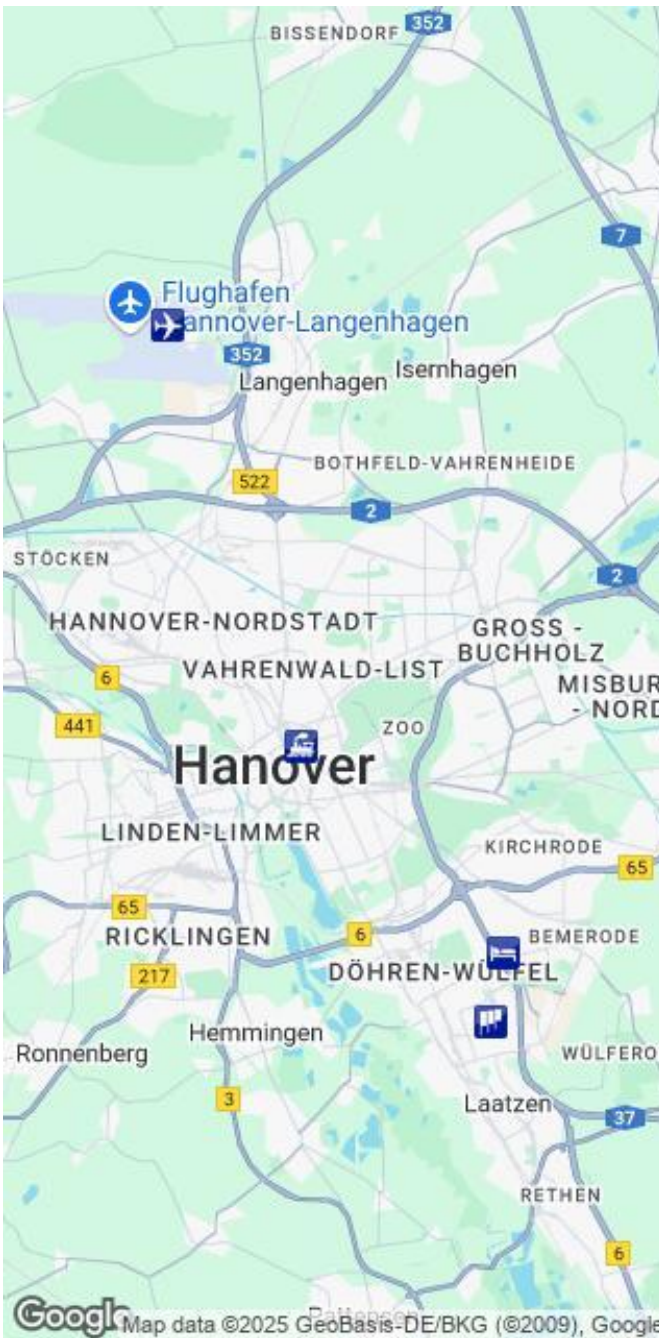 BISSENDORF
352
7
Flughafen
annover-Langenhagen
352
Langenhagen
Isernhagen
BOTHFELD-VAHRENHEIDE
522
2
STÖCKEN
2
HANNOVER-NORDSTADT
GROSS -
BUCHHOLZ
VAHRENWALD-LIST
6
MISBUR
- NORD
441
ZOO
Hanover
LINDEN-LIMMER
KIRCHRODE
65
65
RICKLINGEN
6
BEMERODE
217
DÖHREN-WÜLFEL
Hemmingen
Ronnenberg
WÜLFERO
3
Laatzen
37
RETHEN
6
Google
Map data ©2025 GeoBasis-DE/BKG (©2009), Google